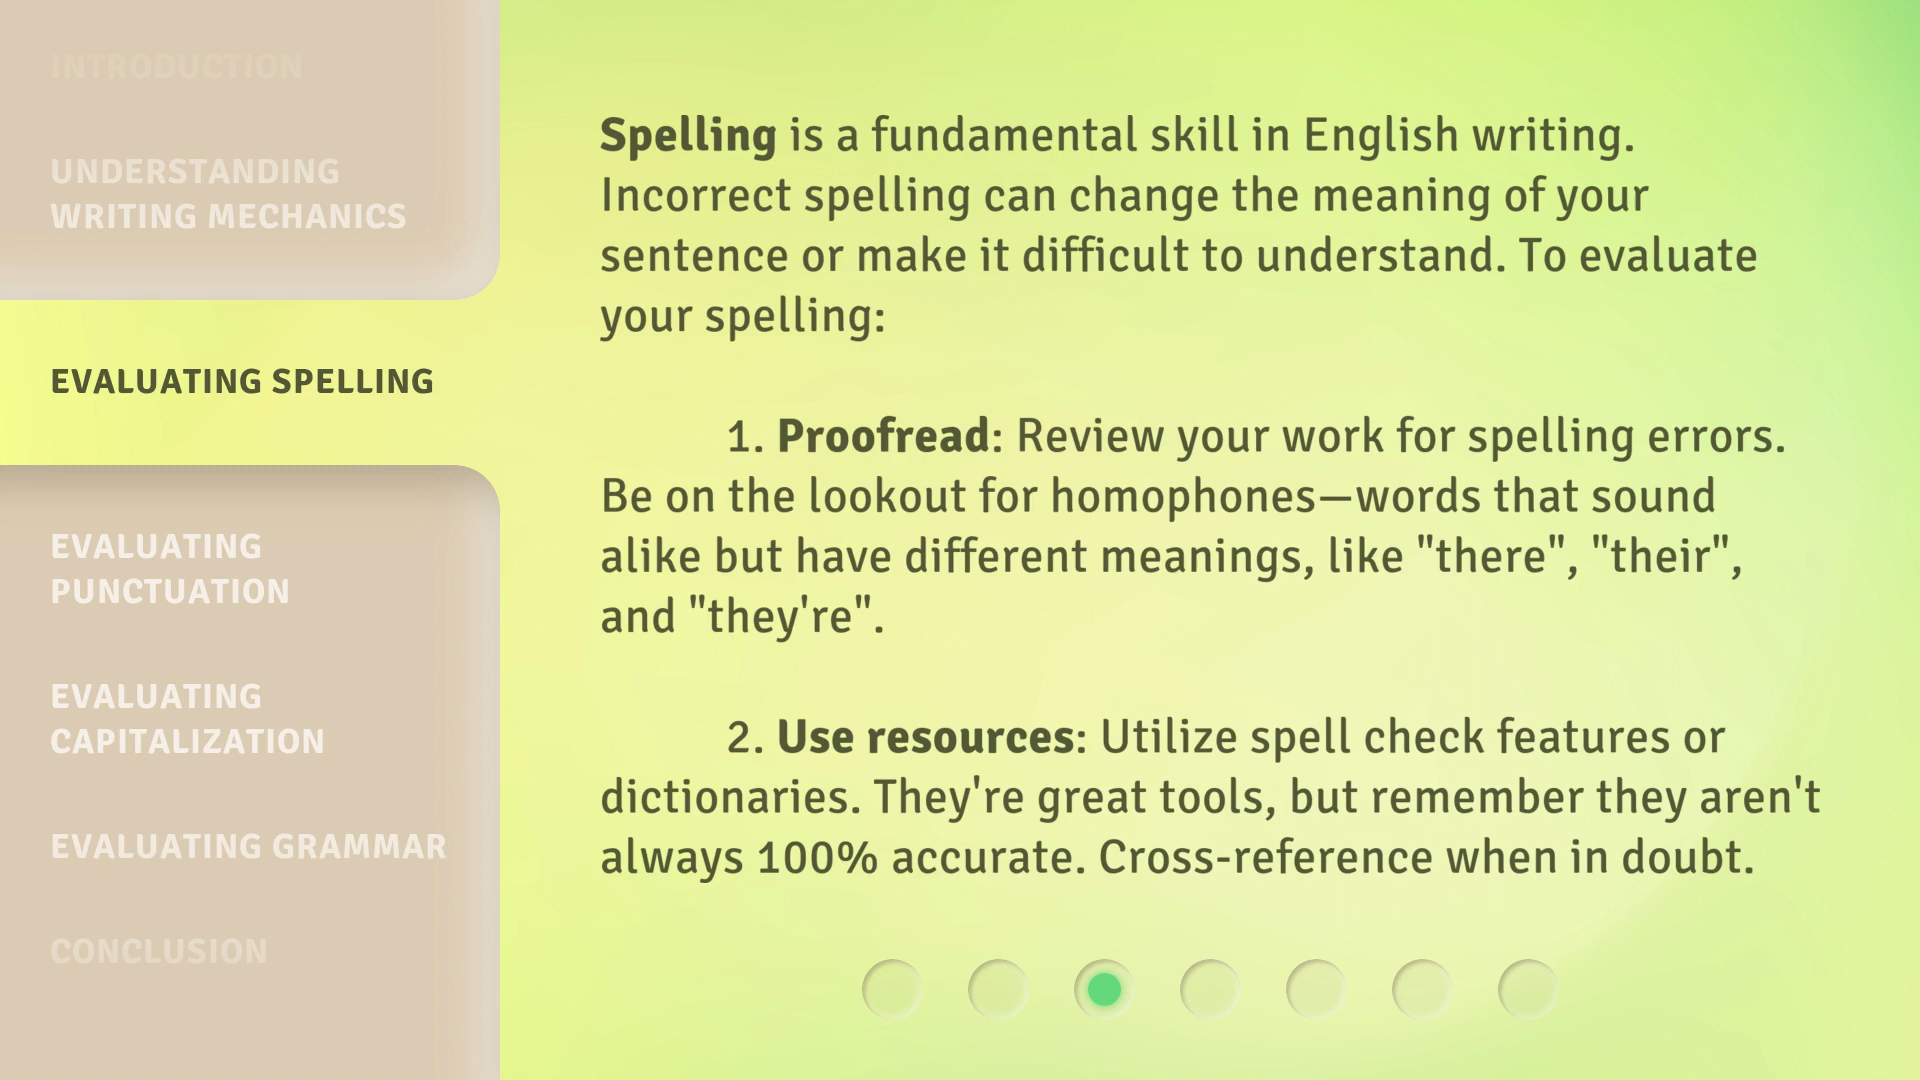 INTRODUCTION
UNDERSTANDING
WRITING MECHANICS
EVALUATING SPELLING
EVALUATING
PUNCTUATION
EVALUATING
CAPITALIZATION
EVALUATING GRAMMAR
CONCLUSION
Spelling is a fundamental skill in English writing.
Incorrect spelling can change the meaning of your
sentence or make it difficult to understand. To evaluate
your spelling:
1. Proofread: Review your work for spelling errors.
Be on the lookout for homophones—words that sound
alike but have different meanings, like "there", "their",
and "they're".
2. Use resources: Utilize spell check features or
dictionaries. They're great tools, but remember they aren't
always 100% accurate. Cross-reference when in doubt.